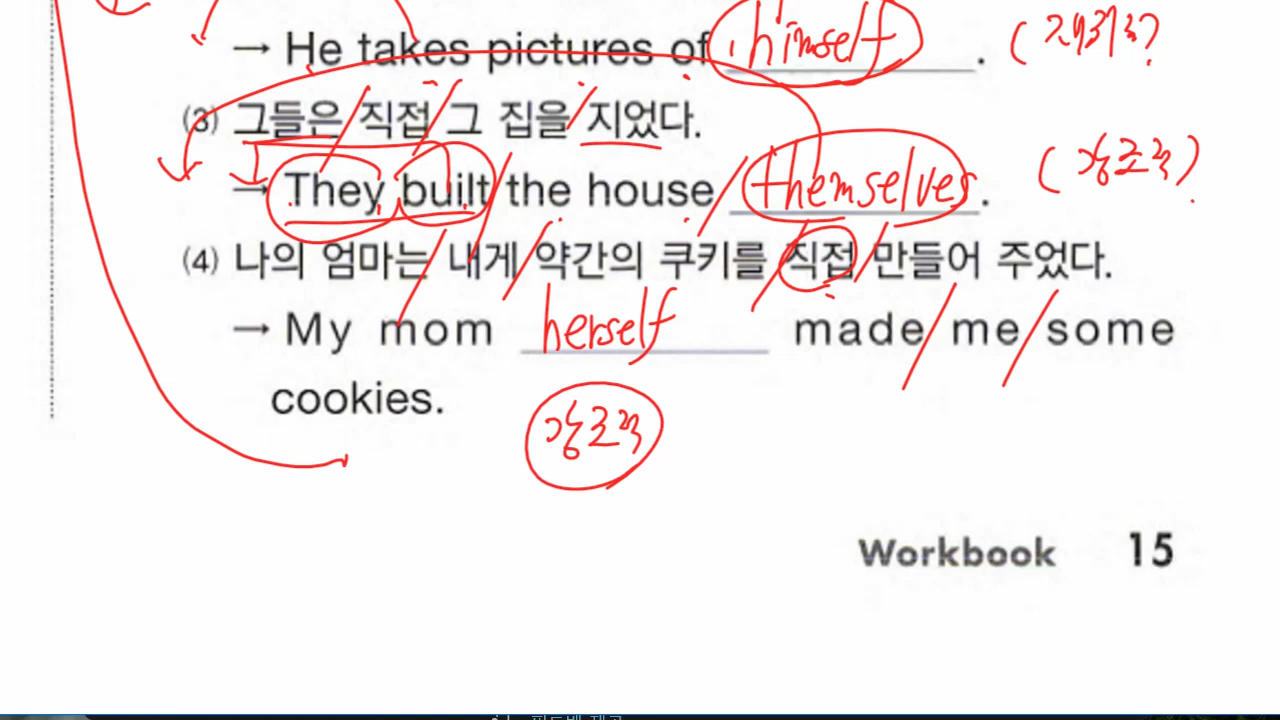 → He takes pictures of himself. (재귀적?
(3) 그들은 직접 그 집을 지었다.
→ They built the house themselves. (강조적)
(4) 나의 엄마는 내게 약간의 쿠키를 직접 만들어 주었다.
→ My mom herself made me some
cookies.
강조적
Workbook 15